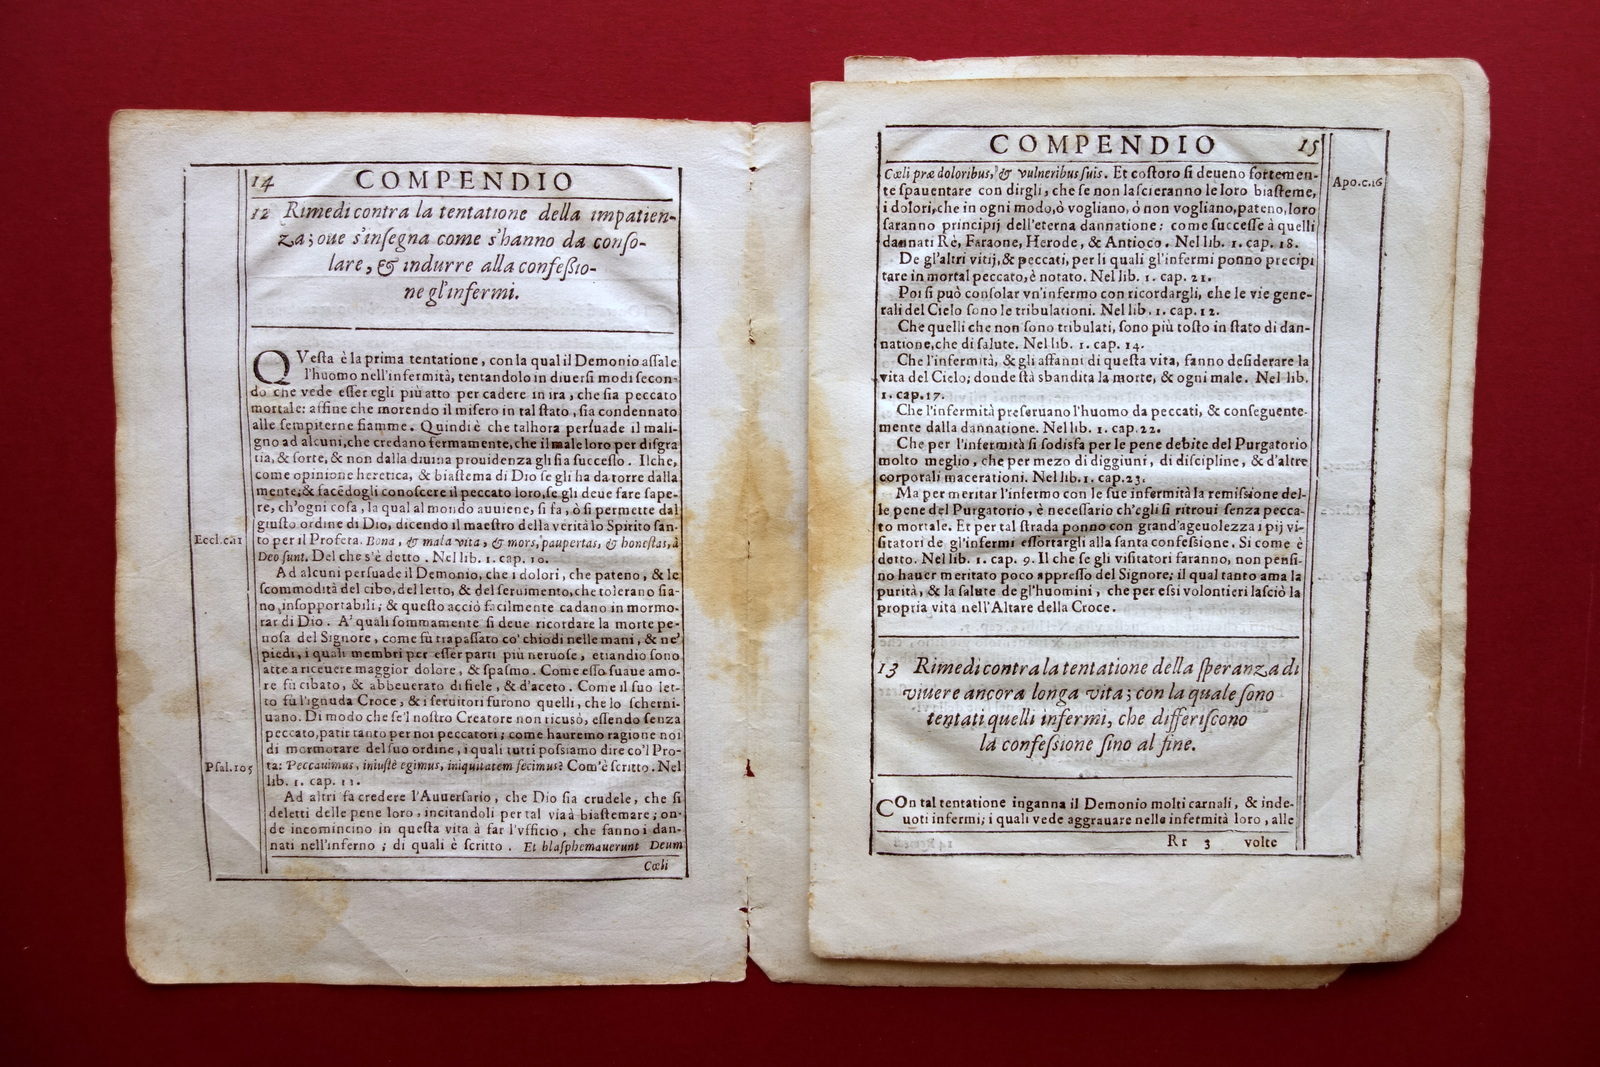 14 COMPENDIO
12 Rimedi contra la tentatione della impatien-
za; oue s'insegna come s'hanno da conso-
lare, & indurre alla confessio-
ne gl'infermi.
QVesta è la prima tentatione, con la qual il Demonio assale
l'huomo nell'infermità, tentandolo in diuersi modi secon-
do che vede esser egli più atto per cadere in ira, che sia peccato
mortale: affine che morendo il misero in tal stato, sia condennato
alle sempiterne fiamme. Quindi è che talhora persuade il mali-
gno ad alcuni, che credano fermamente, che il male loro per disgra
tia, & sorte, & non dalla diuina prouidenza gli sia successo. Ilche,
come opinione heretica, & biastema di Dio se gli ha da torre dalla
mente; & facēdogli conoscere il peccato loro, se gli deue fare sape-
re, ch'ogni cosa, la qual al mondo auuiene, si fa, ò si permette dal
giusto ordine di Dio, dicendo il maestro della verità lo Spirito san-
Eccl.c.11 to per il Profeta. Bona, & mala vita, & mors, paupertas, & honestas, à
Deo sunt. Del che s'è detto. Nel lib. 1. cap. 10.
Ad alcuni persuade il Demonio, che i dolori, che pateno, & le
scommodità del cibo, del letto, & del seruimento, che tolerano sia-
no insopportabili; & questo acciò facilmente cadano in mormo-
rar di Dio. A' quali sommamente si deue ricordare la morte pe-
nosa del Signore, come fù trapassato co' chiodi nelle mani, & ne'
piedi, i quali membri per esser parti più neruose, etiandio sono
atte a riceuere maggior dolore, & spasmo. Come esso suaue amo-
re fù cibato, & abbeuerato di fiele, & d'aceto. Come il suo let-
to fù l'ignuda Croce, & i seruitori furono quelli, che lo scherni-
uano. Di modo che se'l nostro Creatore non ricusò, essendo senza
peccato, patir tanto per noi peccatori; come hauremo ragione noi
di mormorare del suo ordine, i quali tutti possiamo dire co'l Pro-
Psal.105 ta: Peccauimus, iniustè egimus, iniquitatem fecimus? Com'è scritto. Nel
lib. 1. cap. 11.
Ad altri fa credere l'Auuersario, che Dio sia crudele, che si
deletti delle pene loro, incitandoli per tal via à biastemare; on-
de incomincino in questa vita à far l'vfficio, che fanno i dan-
nati nell'inferno; di quali è scritto. Et blasphemauerunt Deum
Cœli
COMPENDIO 15
Cœli præ doloribus, & vulneribus suis. Et costoro si deueno fortemen- Apo.c.16
te spauentare con dirgli, che se non lascieranno le loro biasteme,
i dolori, che in ogni modo, ò vogliano, ò non vogliano, pateno, loro
saranno principij dell'eterna dannatione: come successe à quelli
dannati Rè, Faraone, Herode, & Antioco. Nel lib. 1. cap. 18.
De gl'altri vitij, & peccati, per li quali gl'infermi ponno precipi
tare in mortal peccato, è notato. Nel lib. 1. cap. 21.
Poi si può consolar vn'infermo con ricordargli, che le vie gene-
rali del Cielo sono le tribulationi. Nel lib. 1. cap. 12.
Che quelli che non sono tribulati, sono più tosto in stato di dan-
natione, che di salute. Nel lib. 1. cap. 14.
Che l'infermità, & gli affanni di questa vita, fanno desiderare la
vita del Cielo; donde stà sbandita la morte, & ogni male. Nel lib.
1. cap. 17.
Che l'infermità preseruano l'huomo da peccati, & conseguente-
mente dalla dannatione. Nel lib. 1. cap. 22.
Che per l'infermità si sodisfa per le pene debite del Purgatorio
molto meglio, che per mezo di diggiuni, di discipline, & d'altre
corporali macerationi. Nel lib. 1. cap. 23.
Ma per meritar l'infermo con le sue infermità la remissione del-
le pene del Purgatorio, è necessario ch'egli si ritroui senza pecca-
to mortale. Et per tal strada ponno con grand'ageuolezza i pij vi-
sitatori de gl'infermi essortargli alla santa confessione. Si come è
detto. Nel lib. 1. cap. 9. Il che se gli visitatori faranno, non pensi-
no hauer meritato poco appresso del Signore; il qual tanto ama la
purità, & la salute de gl'huomini, che per essi volontieri lasciò la
propria vita nell'Altare della Croce.
13 Rimedi contra la tentatione della speranza di
viuere ancora longa vita; con la quale sono
tentati quelli infermi, che differiscono
la confessione sino al fine.
COn tal tentatione inganna il Demonio molti carnali, & inde-
uoti infermi; i quali vede aggrauare nella infermità loro, alle
Rr 3 volte